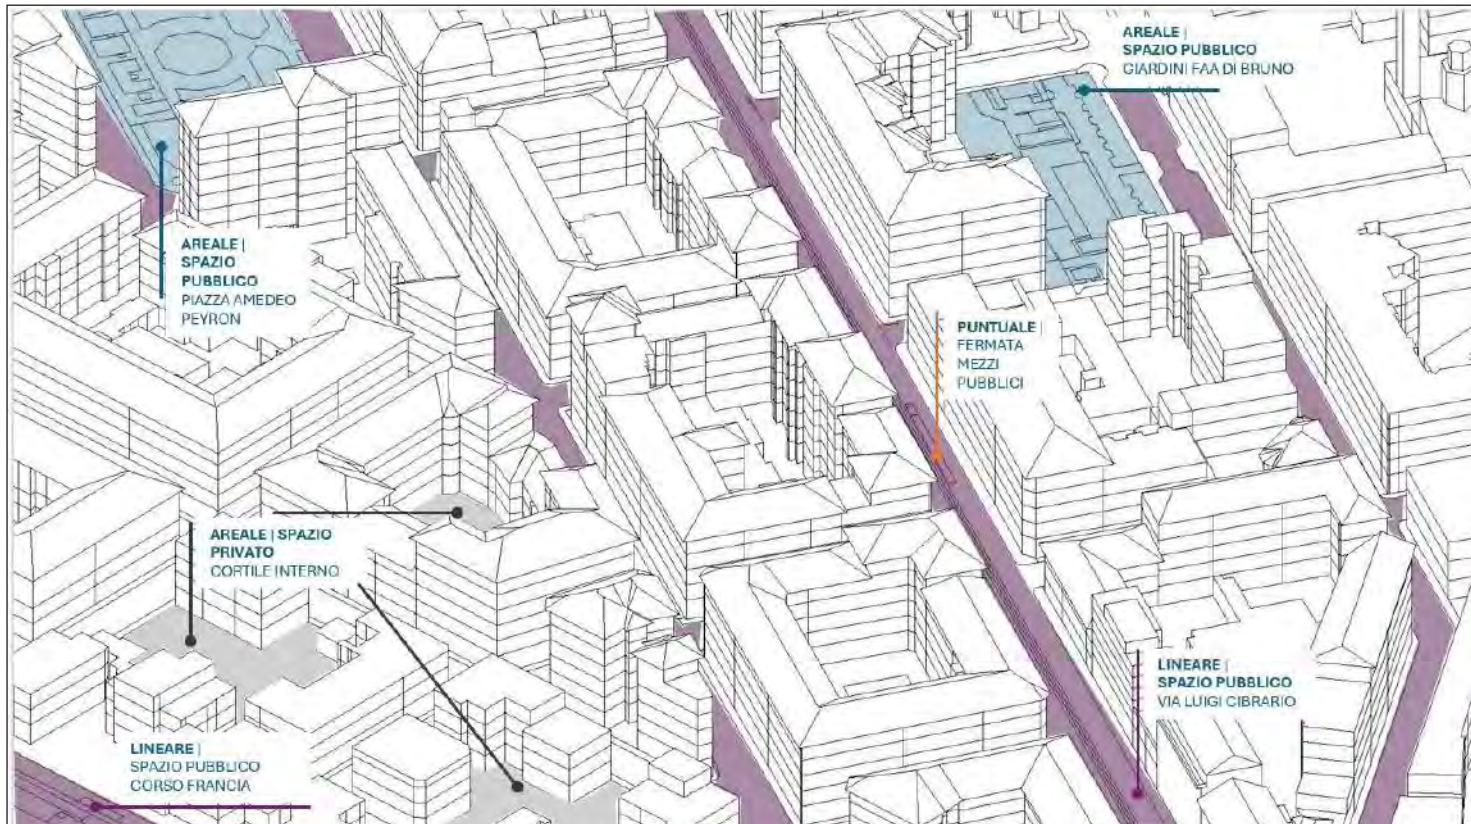 AREALE |
SPAZIO PUBBLICO
GIARDINI FAA DI BRUNO
AREALE |
SPAZIO
PUBBLICO
PIAZZA AMEDEO
PEYRON
PUNTUALE |
FERMATA
MEZZI
PUBBLICI
AREALE | SPAZIO
PRIVATO
CORTILE INTERNO
LINEARE |
SPAZIO PUBBLICO
VIA LUIGI CIBRARIO
LINEARE |
SPAZIO PUBBLICO
CORSO FRANCIA